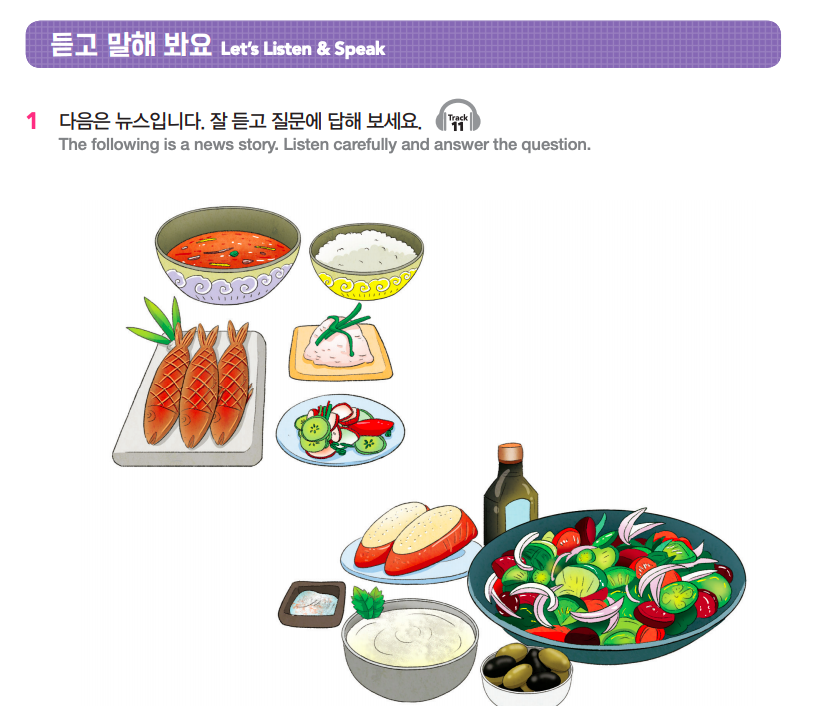 듣고 말해 봐요 Let's Listen & Speak
1 다음은 뉴스입니다. 잘 듣고 질문에 답해 보세요. Track 11
The following is a news story. Listen carefully and answer the question.